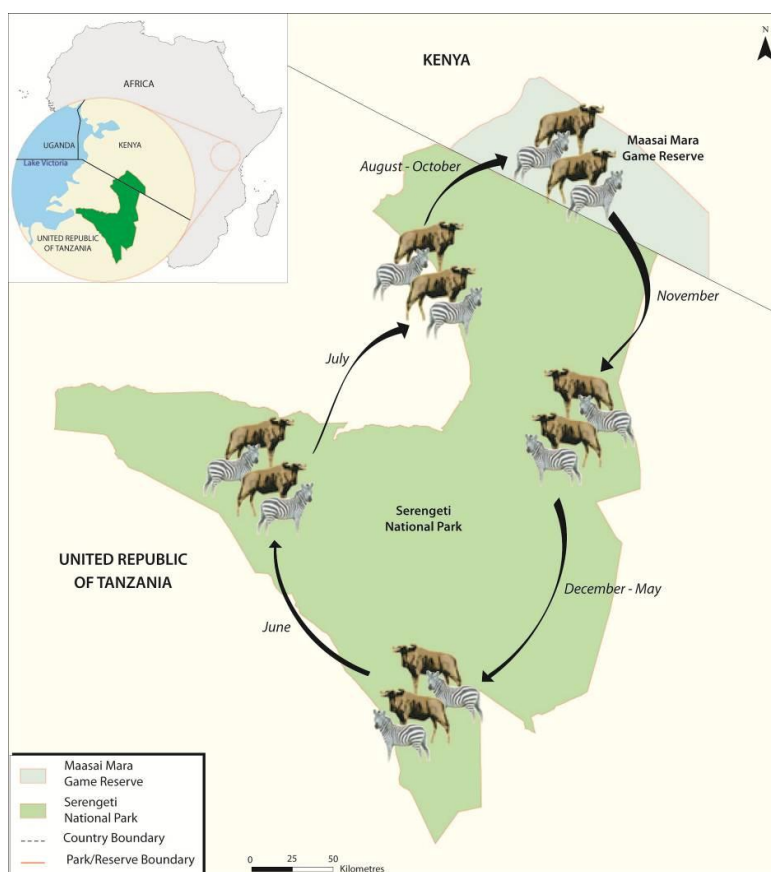 AFRICA
UGANDA
KENYA
Lake Victoria
UNITED REPUBLIC
OF TANZANIA
KENYA
N
Maasai Mara
Game Reserve
August - October
November
July
Serengeti
National Park
UNITED REPUBLIC
OF TANZANIA
December - May
June
Maasai Mara
Game Reserve
Serengeti
National Park
Country Boundary
Park/Reserve Boundary
0 25 50
Kilometres